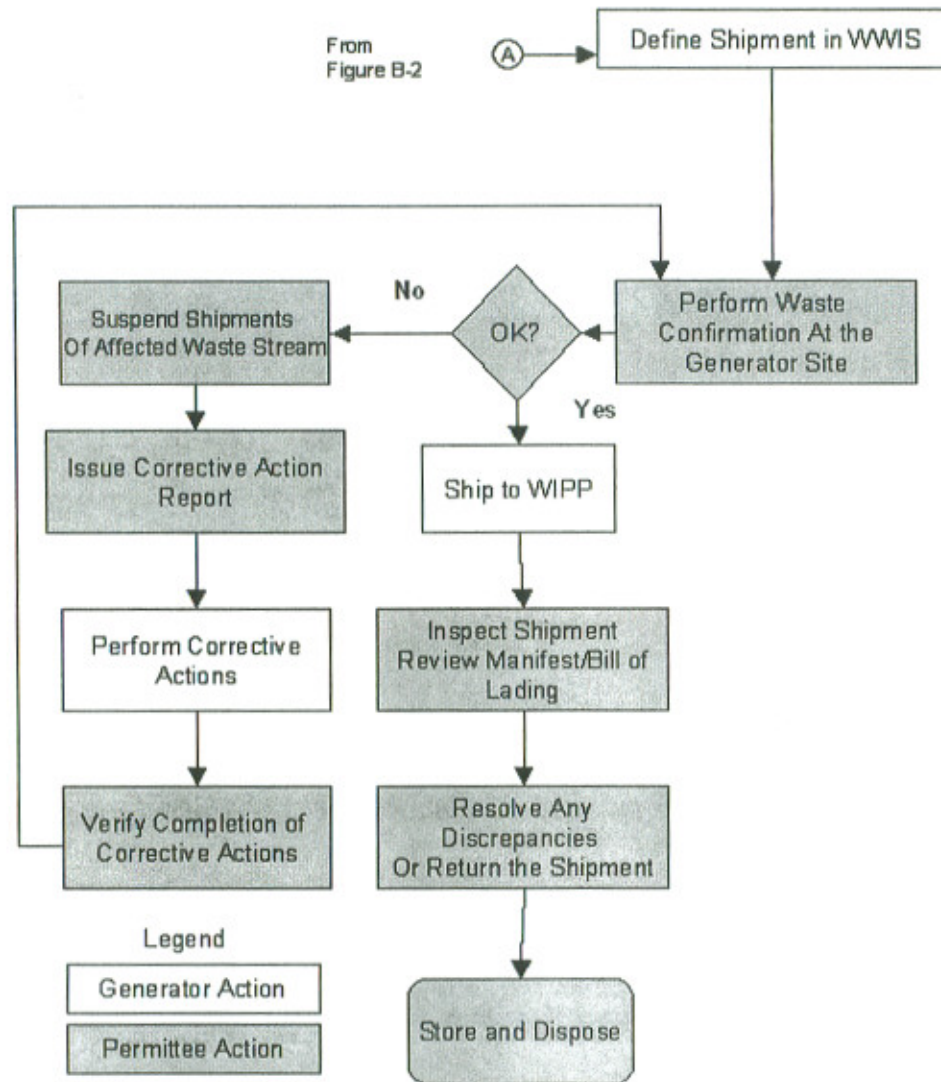 From
Figure B-2
A
Define Shipment in WWIS
Perform Waste
Confirmation At the
Generator Site
OK?
No
Yes
Suspend Shipments
Of Affected Waste Stream
Issue Corrective Action
Report
Perform Corrective
Actions
Verify Completion of
Corrective Actions
Ship to WIPP
Inspect Shipment
Review Manifest/Bill of
Lading
Resolve Any
Discrepancies
Or Return the Shipment
Store and Dispose
Legend
Generator Action
Permittee Action